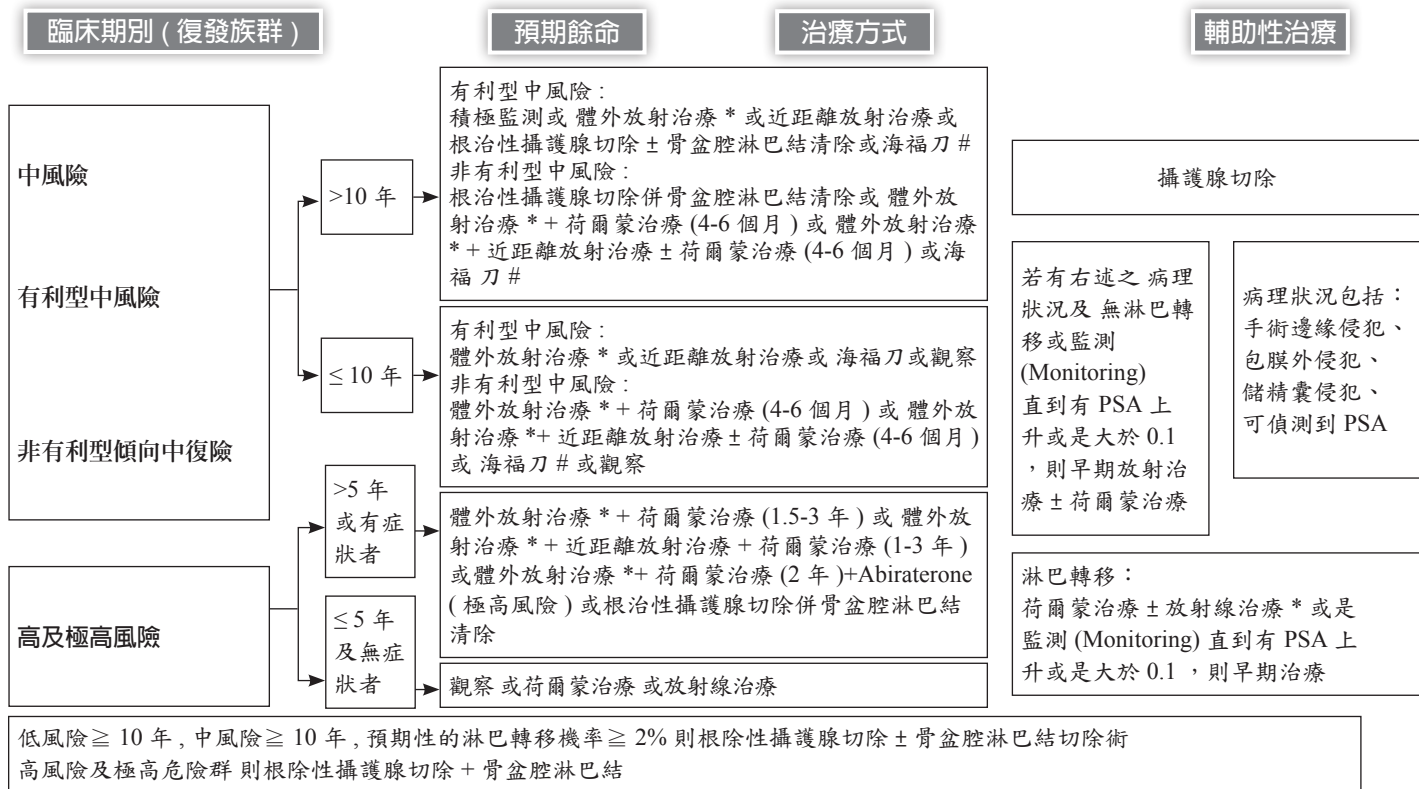 臨床期別 ( 復發族群 )
預期餘命
治療方式
輔助性治療
中風險
有利型中風險
非有利型傾向中復險
>10 年
有利型中風險 :
積極監測或 體外放射治療 * 或近距離放射治療或
根治性攝護腺切除 ± 骨盆腔淋巴結清除或海福刀 #
非有利型中風險 :
根治性攝護腺切除併骨盆腔淋巴結清除或 體外放
射治療 * + 荷爾蒙治療 (4-6 個月 ) 或 體外放射治療
* + 近距離放射治療 ± 荷爾蒙治療 (4-6 個月 ) 或海
福 刀 #
≤ 10 年
有利型中風險 :
體外放射治療 * 或近距離放射治療或 海福刀或觀察
非有利型中風險 :
體外放射治療 * + 荷爾蒙治療 (4-6 個月 ) 或 體外放
射治療 *+ 近距離放射治療 ± 荷爾蒙治療 (4-6 個月 )
或 海福刀 # 或觀察
高及極高風險
>5 年
或有症
狀者
體外放射治療 * + 荷爾蒙治療 (1.5-3 年 ) 或 體外放
射治療 * + 近距離放射治療 + 荷爾蒙治療 (1-3 年 )
或體外放射治療 *+ 荷爾蒙治療 (2 年 )+Abiraterone
( 極高風險 ) 或根治性攝護腺切除併骨盆腔淋巴結
清除
≤ 5 年
及無症
狀者
觀察 或荷爾蒙治療 或放射線治療
攝護腺切除
若有右述之 病理
狀況及 無淋巴轉
移或監測
(Monitoring)
直到有 PSA 上
升或是大於 0.1
，則早期放射治
療 ± 荷爾蒙治療
病理狀況包括：
手術邊緣侵犯、
包膜外侵犯、
儲精囊侵犯、
可偵測到 PSA
淋巴轉移：
荷爾蒙治療 ± 放射線治療 * 或是
監測 (Monitoring) 直到有 PSA 上
升或是大於 0.1 ，則早期治療
低風險≧ 10 年 , 中風險≧ 10 年 , 預期性的淋巴轉移機率≧ 2% 則根除性攝護腺切除 ± 骨盆腔淋巴結切除術
高風險及極高危險群 則根除性攝護腺切除 + 骨盆腔淋巴結